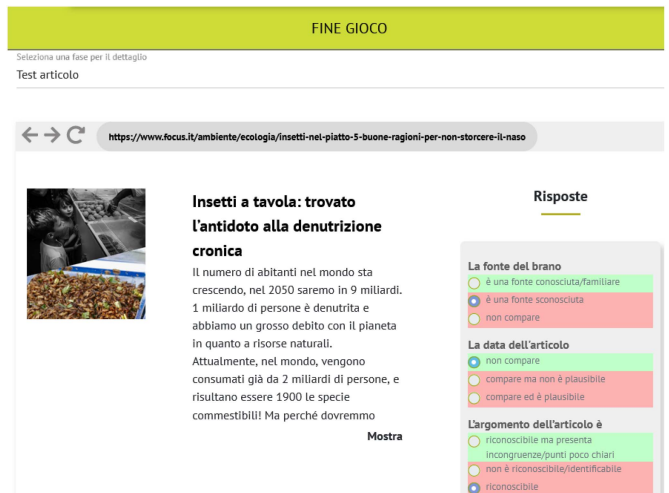 FINE GIOCO
Seleziona una fase per il dettaglio
Test articolo
https://www.focus.it/ambiente/ecologia/insetti-nel-piatto-5-buone-ragioni-per-non-storcere-il-naso
Insetti a tavola: trovato
l'antidoto alla denutrizione
cronica
Il numero di abitanti nel mondo sta
crescendo, nel 2050 saremo in 9 miliardi.
1 miliardo di persone è denutrita e
abbiamo un grosso debito con il pianeta
in quanto a risorse naturali.
Attualmente, nel mondo, vengono
consumati già da 2 miliardi di persone, e
risultano essere 1900 le specie
commestibili! Ma perché dovremmo
Mostra
Risposte
La fonte del brano
è una fonte conosciuta/familiare
è una fonte sconosciuta
non compare
La data dell'articolo
non compare
compare ma non è plausibile
compare ed è plausibile
L'argomento dell'articolo è
riconoscibile ma presenta
incongruenze/punti poco chiari
non è riconoscibile/identificabile
riconoscibile